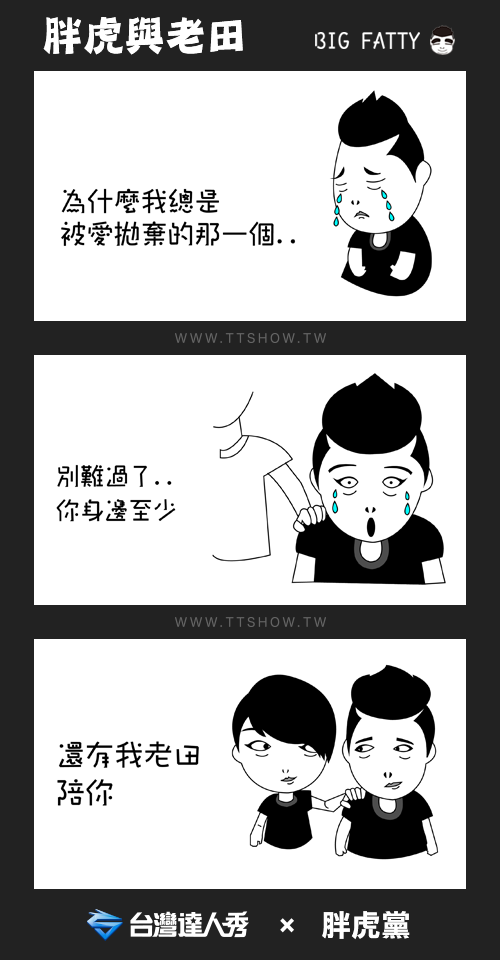 胖虎與老田
BIG FATTY
為什麼我總是
被愛拋棄的那一個..
WWW.TTSHOW.TW
別難過了..
你身邊至少
WWW.TTSHOW.TW
還有我老田
陪你
台灣達人秀 × 胖虎黨